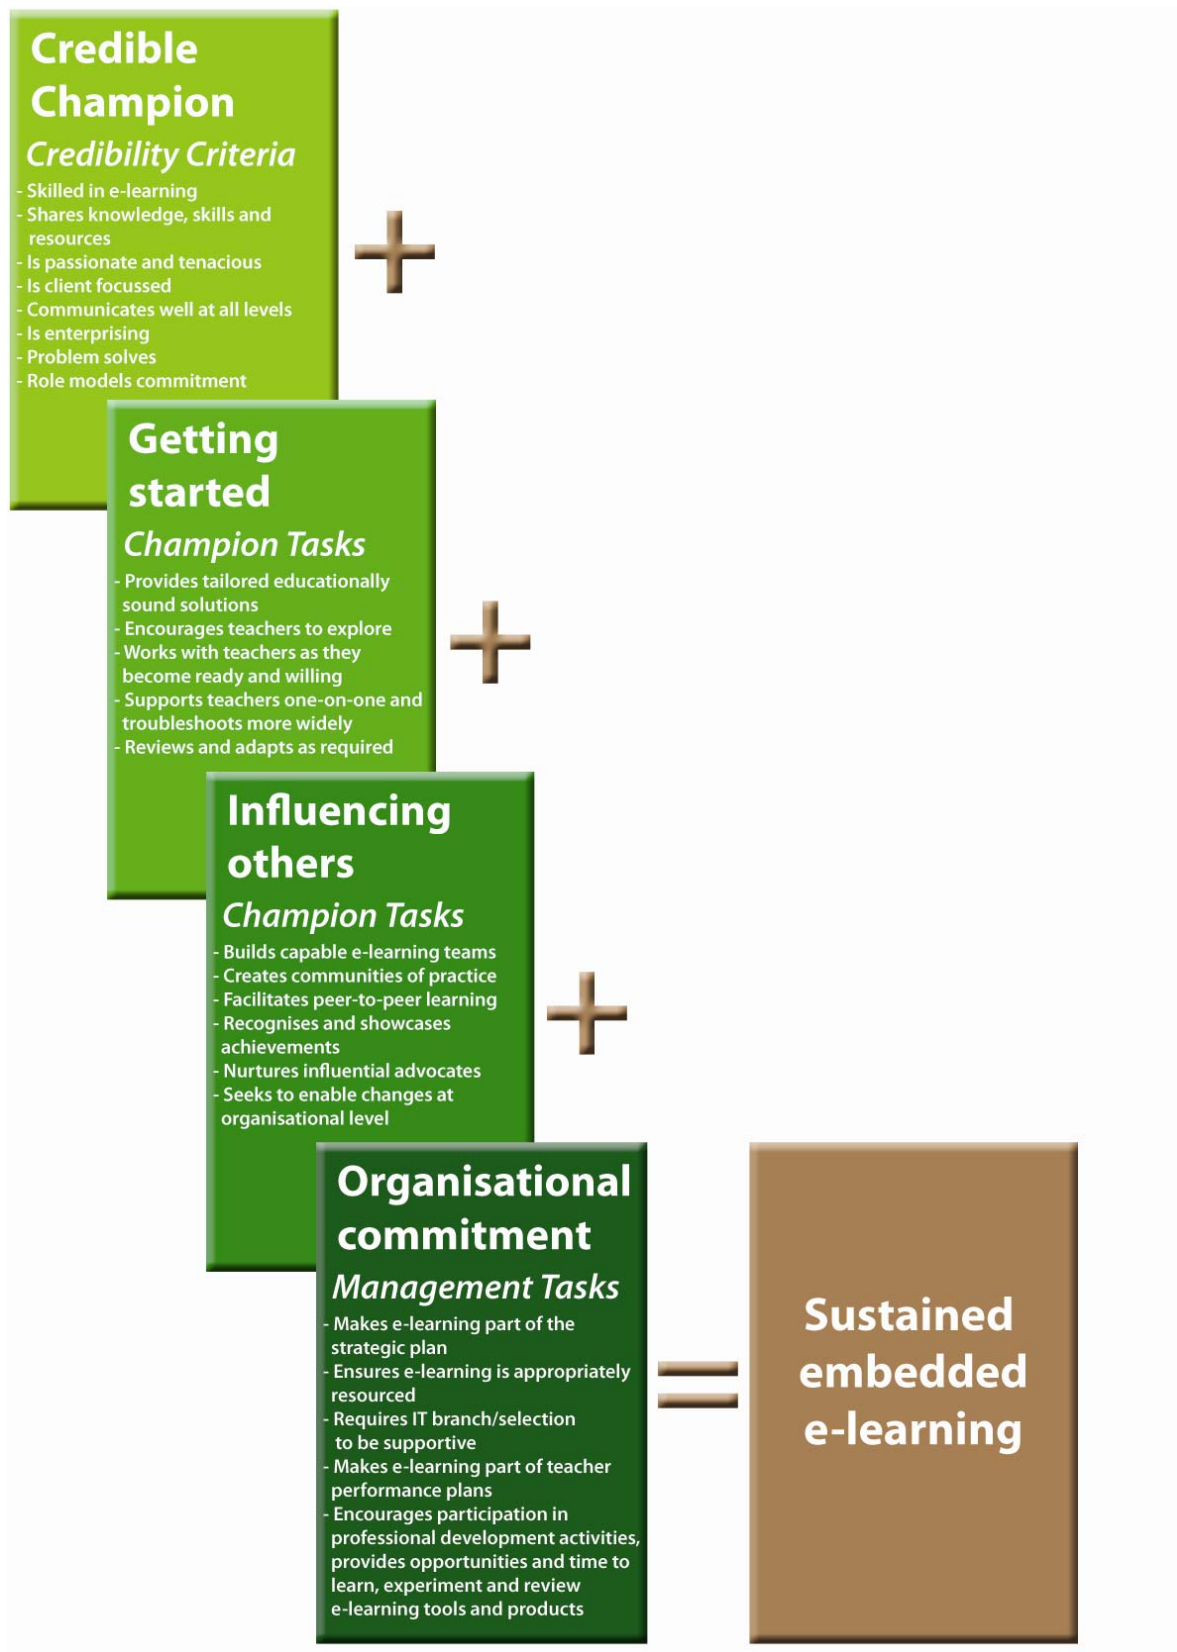 Credible
Champion
Credibility Criteria
- Skilled in e-learning
- Shares knowledge, skills and
resources
- Is passionate and tenacious
- Is client focussed
- Communicates well at all levels
- Is enterprising
- Problem solves
- Role models commitment
+
Getting
started
Champion Tasks
- Provides tailored educationally
sound solutions
- Encourages teachers to explore
- Works with teachers as they
become ready and willing
- Supports teachers one-on-one and
troubleshoots more widely
- Reviews and adapts as required
+
Influencing
others
Champion Tasks
- Builds capable e-learning teams
- Creates communities of practice
- Facilitates peer-to-peer learning
- Recognises and showcases
achievements
- Nurtures influential advocates
- Seeks to enable changes at
organisational level
+
Organisational
commitment
Management Tasks
- Makes e-learning part of the
strategic plan
- Ensures e-learning is appropriately
resourced
- Requires IT branch/selection
to be supportive
- Makes e-learning part of teacher
performance plans
- Encourages participation in
professional development activities,
provides opportunities and time to
learn, experiment and review
e-learning tools and products
=
Sustained
embedded
e-learning